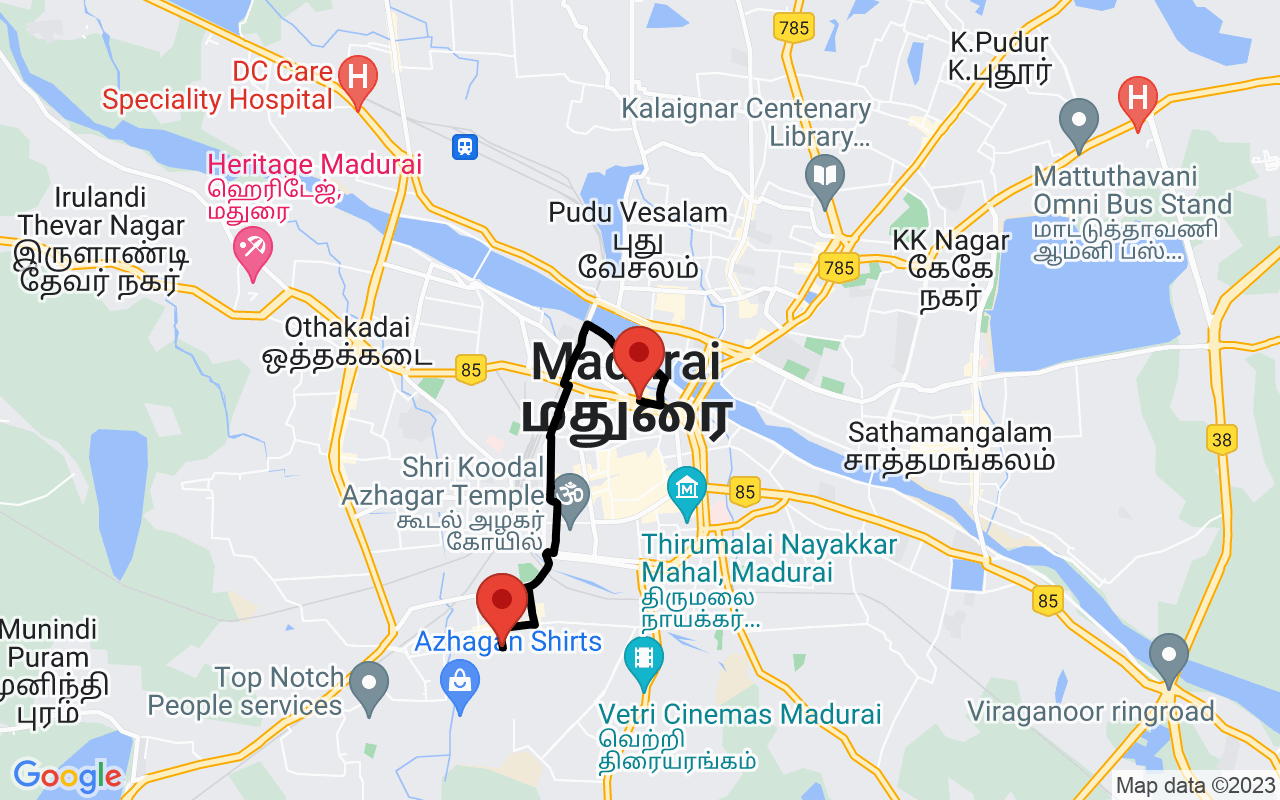 785
K.Pudur
K.புதூர்
DC Care
Speciality Hospital
H
H
Kalaignar Centenary
Library...
Heritage Madurai
ஹெரிடேஜ்,
மதுரை
Mattuthavani
Omni Bus Stand
மாட்டுத்தாவணி
ஆம்னி பஸ்...
Irulandi
Thevar Nagar
இருளாண்டி
தேவர் நகர்
Pudu Vesalam
புது
வேசலம்
KK Nagar
கேகே
நகர்
785
Othakadai
ஒத்தக்கடை
85
Madurai
மதுரை
Sathamangalam
சாத்தமங்கலம்
38
Shri Koodal
Azhagar Temple
கூடல் அழகர்
கோயில்
85
Thirumalai Nayakkar
Mahal, Madurai
திருமலை
நாயக்கர்...
85
Azhagan Shirts
Munindi
Puram
முனிந்தி
புரம்
Top Notch
People services
Viraganoor ringroad
Vetri Cinemas Madurai
வெற்றி
திரையரங்கம்
Google
Map data ©2023